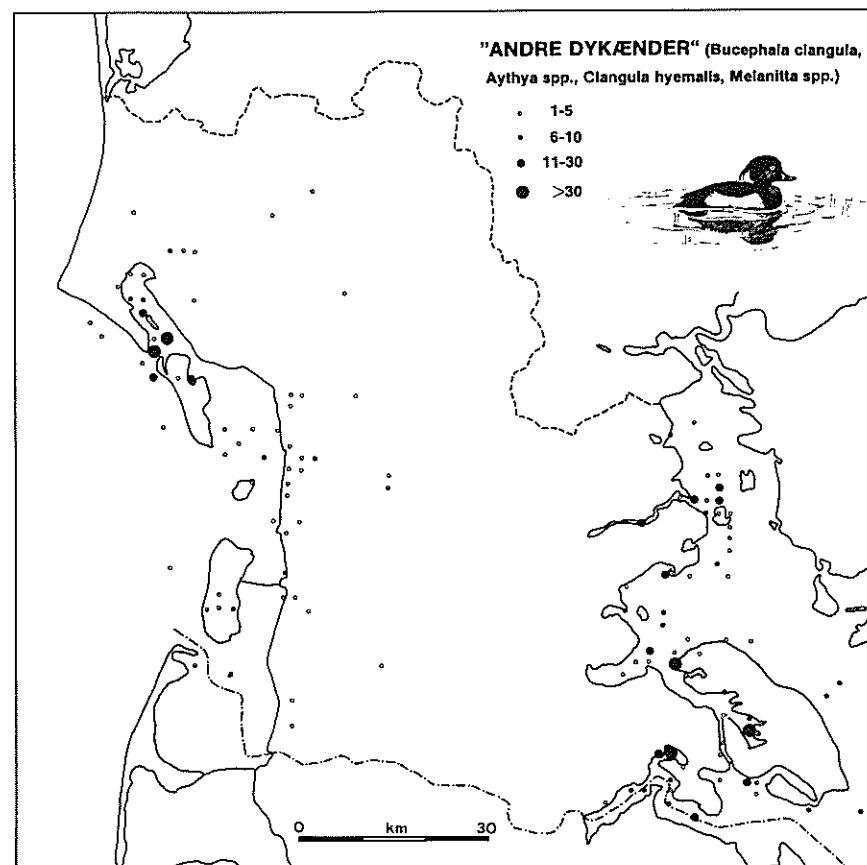 "ANDRE DYKÆNDER" (Bucephala clangula,
Aythya spp., Clangula hyemalis, Melanitta spp.)
1-5
6-10
11-30
>30
0 km 30